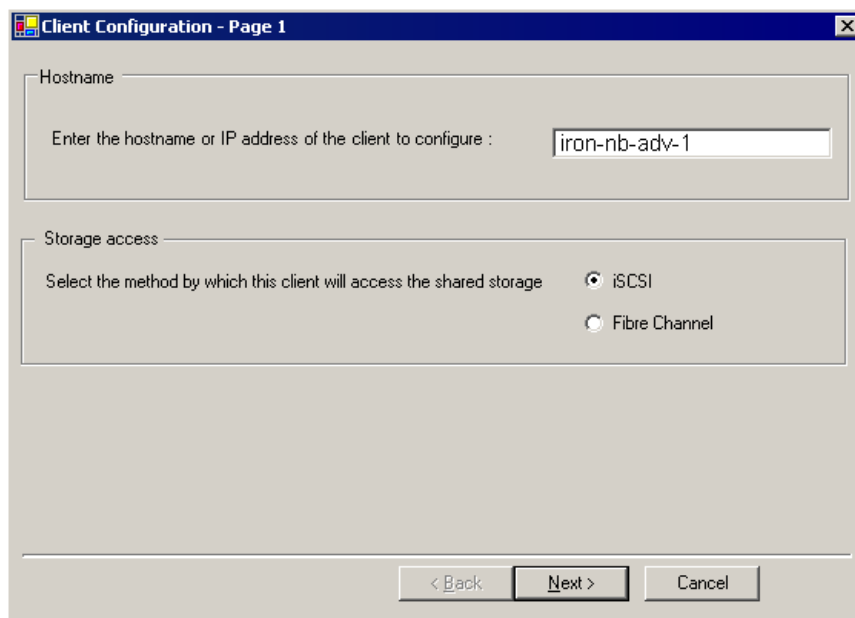 Client Configuration - Page 1
Hostname
Enter the hostname or IP address of the client to configure :
iron-nb-adv-1
Storage access
Select the method by which this client will access the shared storage
iSCSI
Fibre Channel
< Back
Next >
Cancel